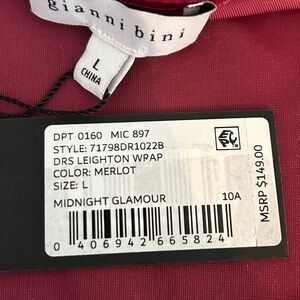 gianni bini
L
CHINA
DPT 0160 MIC 897
STYLE: 71798DR1022B
DRS LEIGHTON WRAP
COLOR: MERLOT
SIZE: L
MIDNIGHT GLAMOUR 10A
0 406942 665824
MSRP $149.00
EPC